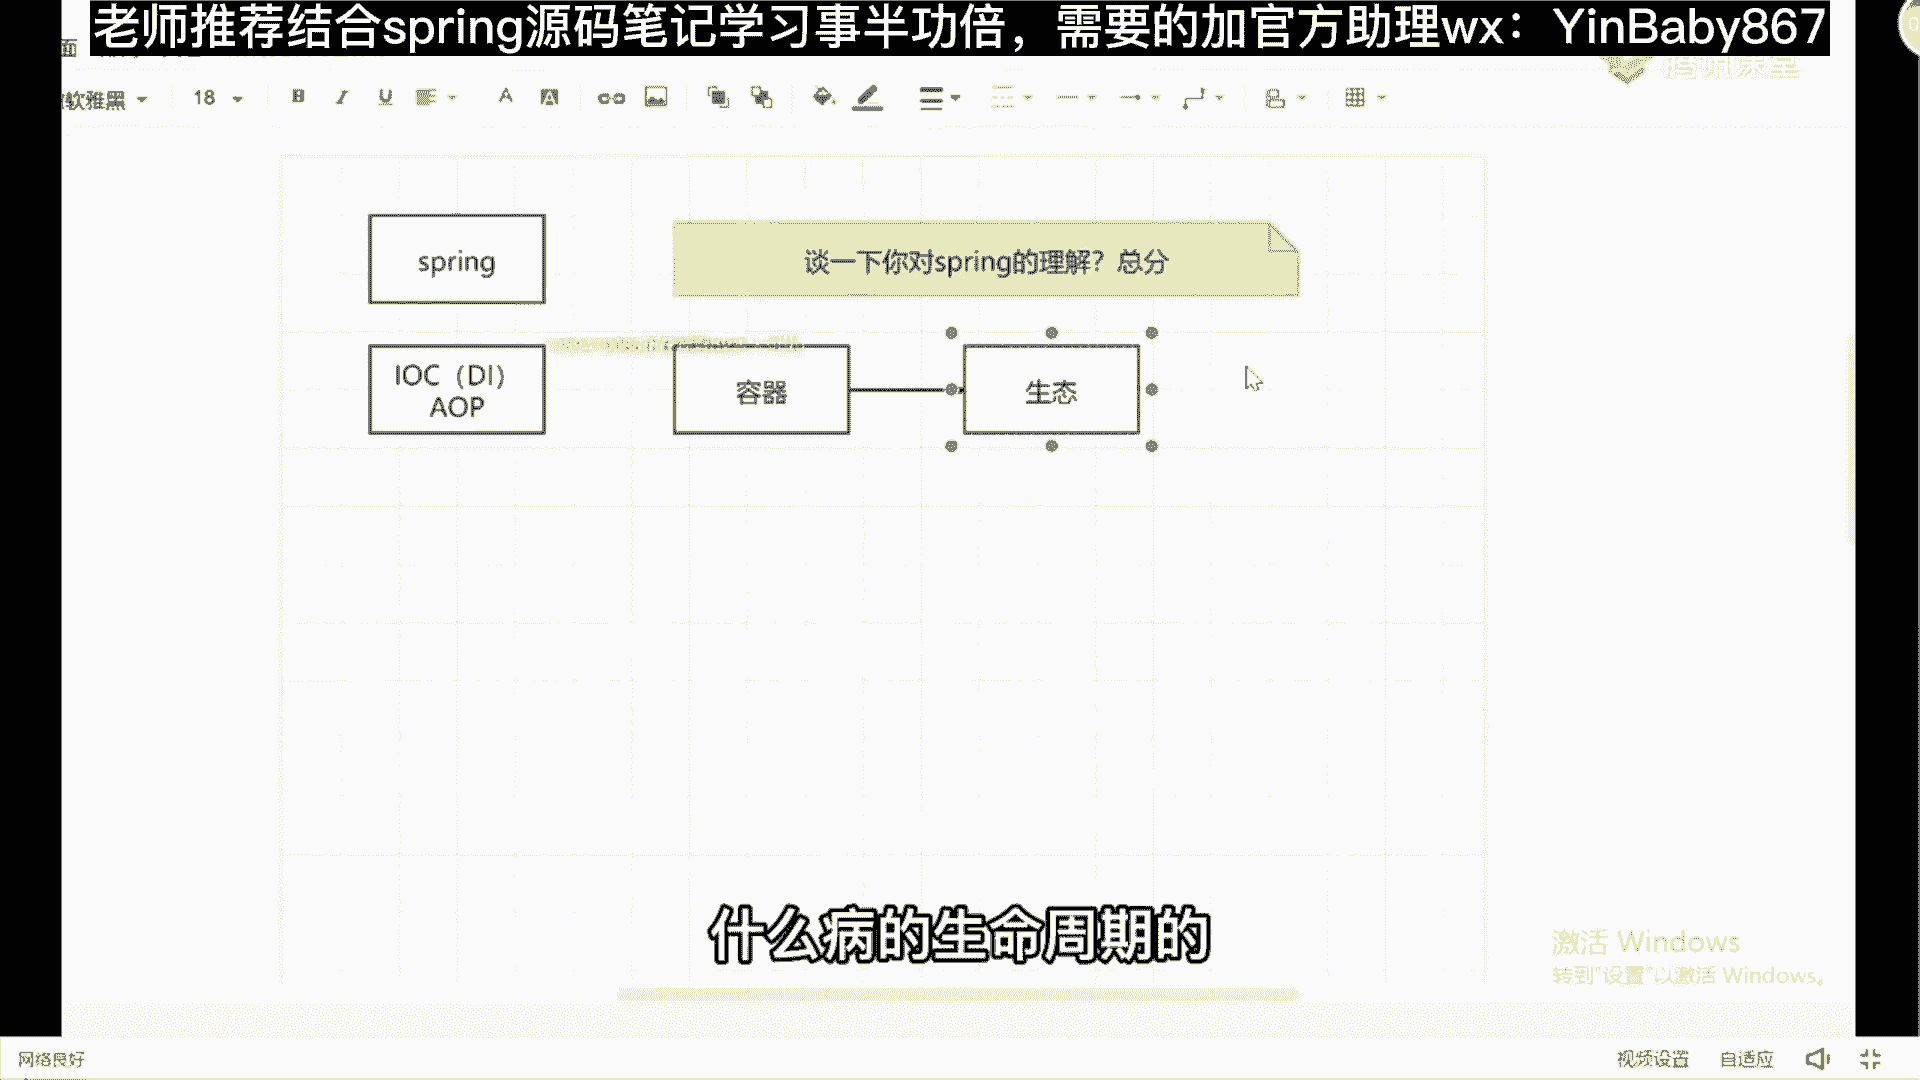 老师推荐结合spring源码笔记学习事半功倍，需要的加官方助理wx：YinBaby867
腾讯课堂
软雅黑
18
spring
谈一下你对spring的理解？总分
IOC（DI）
AOP
容器
生态
什么病的生命周期的
激活 Windows
转到"设置"以激活 Windows。
网络良好
视频设置
自适应